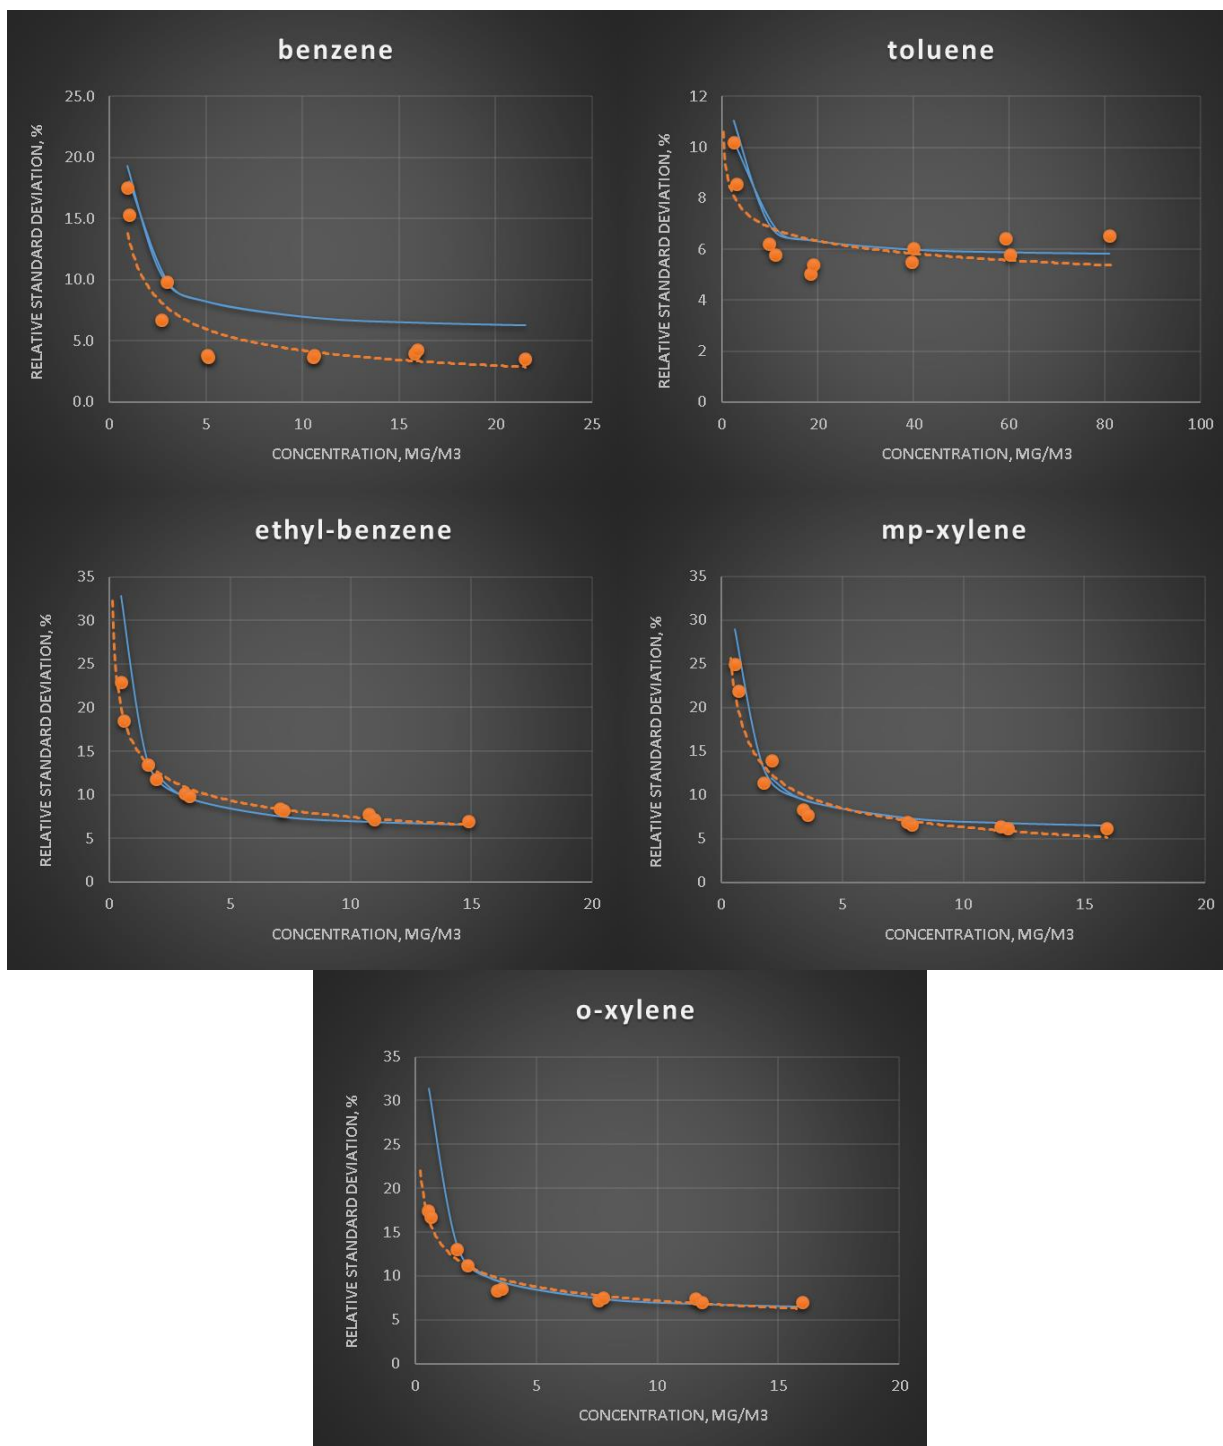 benzene
RELATIVE STANDARD DEVIATION, %
25.0
20.0
15.0
10.0
5.0
0.0
0 5 10 15 20 25
CONCENTRATION, MG/M3
toluene
RELATIVE STANDARD DEVIATION, %
12
10
8
6
4
2
0
0 20 40 60 80 100
CONCENTRATION, MG/M3
ethyl-benzene
RELATIVE STANDARD DEVIATION, %
35
30
25
20
15
10
5
0
0 5 10 15 20
CONCENTRATION, MG/M3
mp-xylene
RELATIVE STANDARD DEVIATION, %
35
30
25
20
15
10
5
0
0 5 10 15 20
CONCENTRATION, MG/M3
o-xylene
RELATIVE STANDARD DEVIATION, %
35
30
25
20
15
10
5
0
0 5 10 15 20
CONCENTRATION, MG/M3